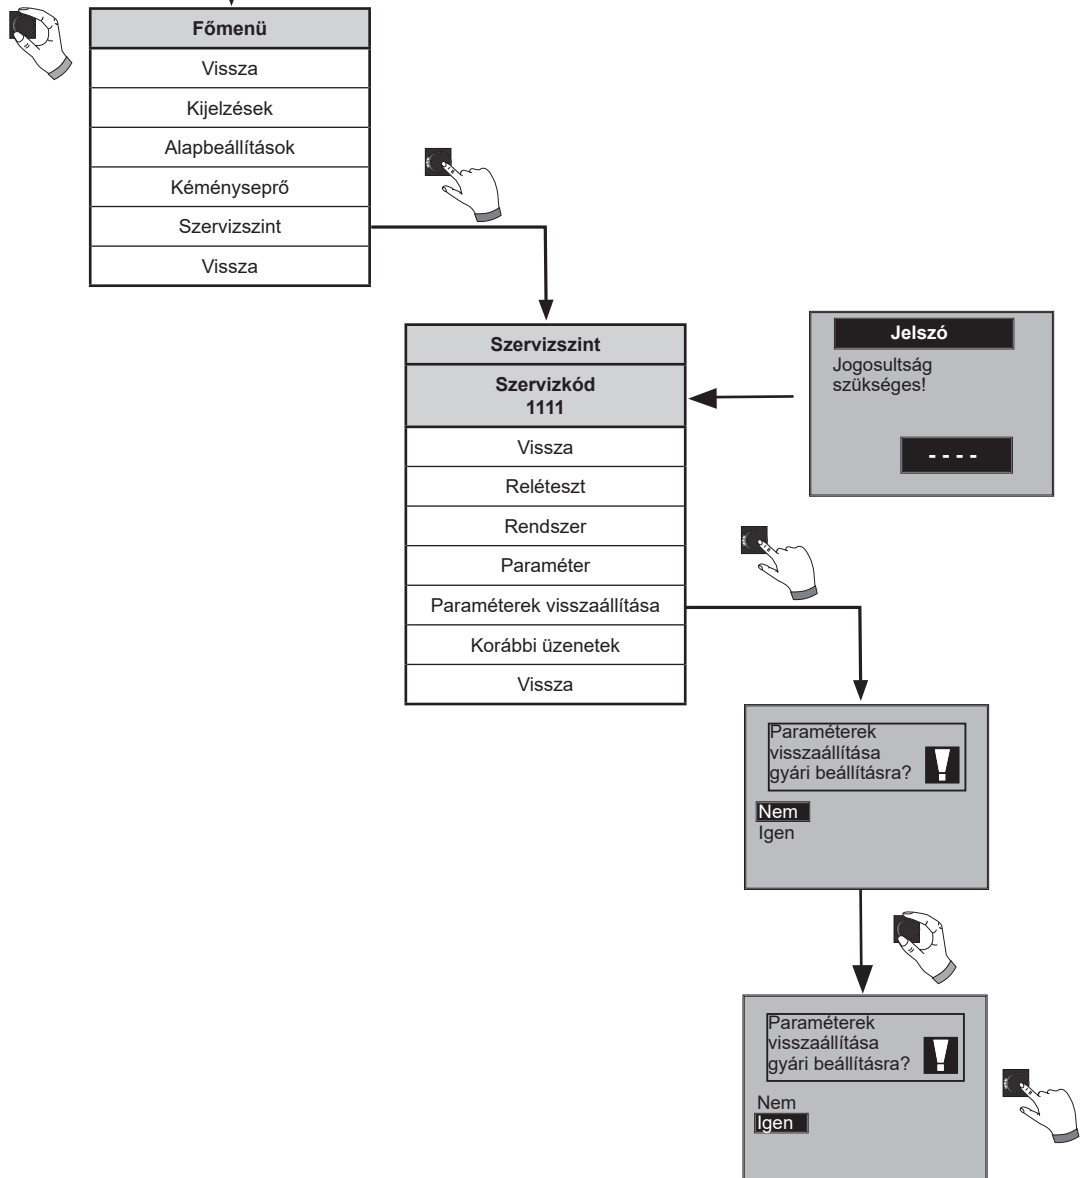 Főmenü
Vissza
Kijelzések
Alapbeállítások
Kéményseprő
Szervizszint
Vissza
Szervizszint
Szervizkód
1111
Vissza
Reléteszt
Rendszer
Paraméter
Paraméterek visszaállítása
Korábbi üzenetek
Vissza
Jelszó
Jogosultság
szükséges!
- - - -
Paraméterek
visszaállítása
gyári beállításra?
Nem
Igen
Paraméterek
visszaállítása
gyári beállításra?
Nem
Igen